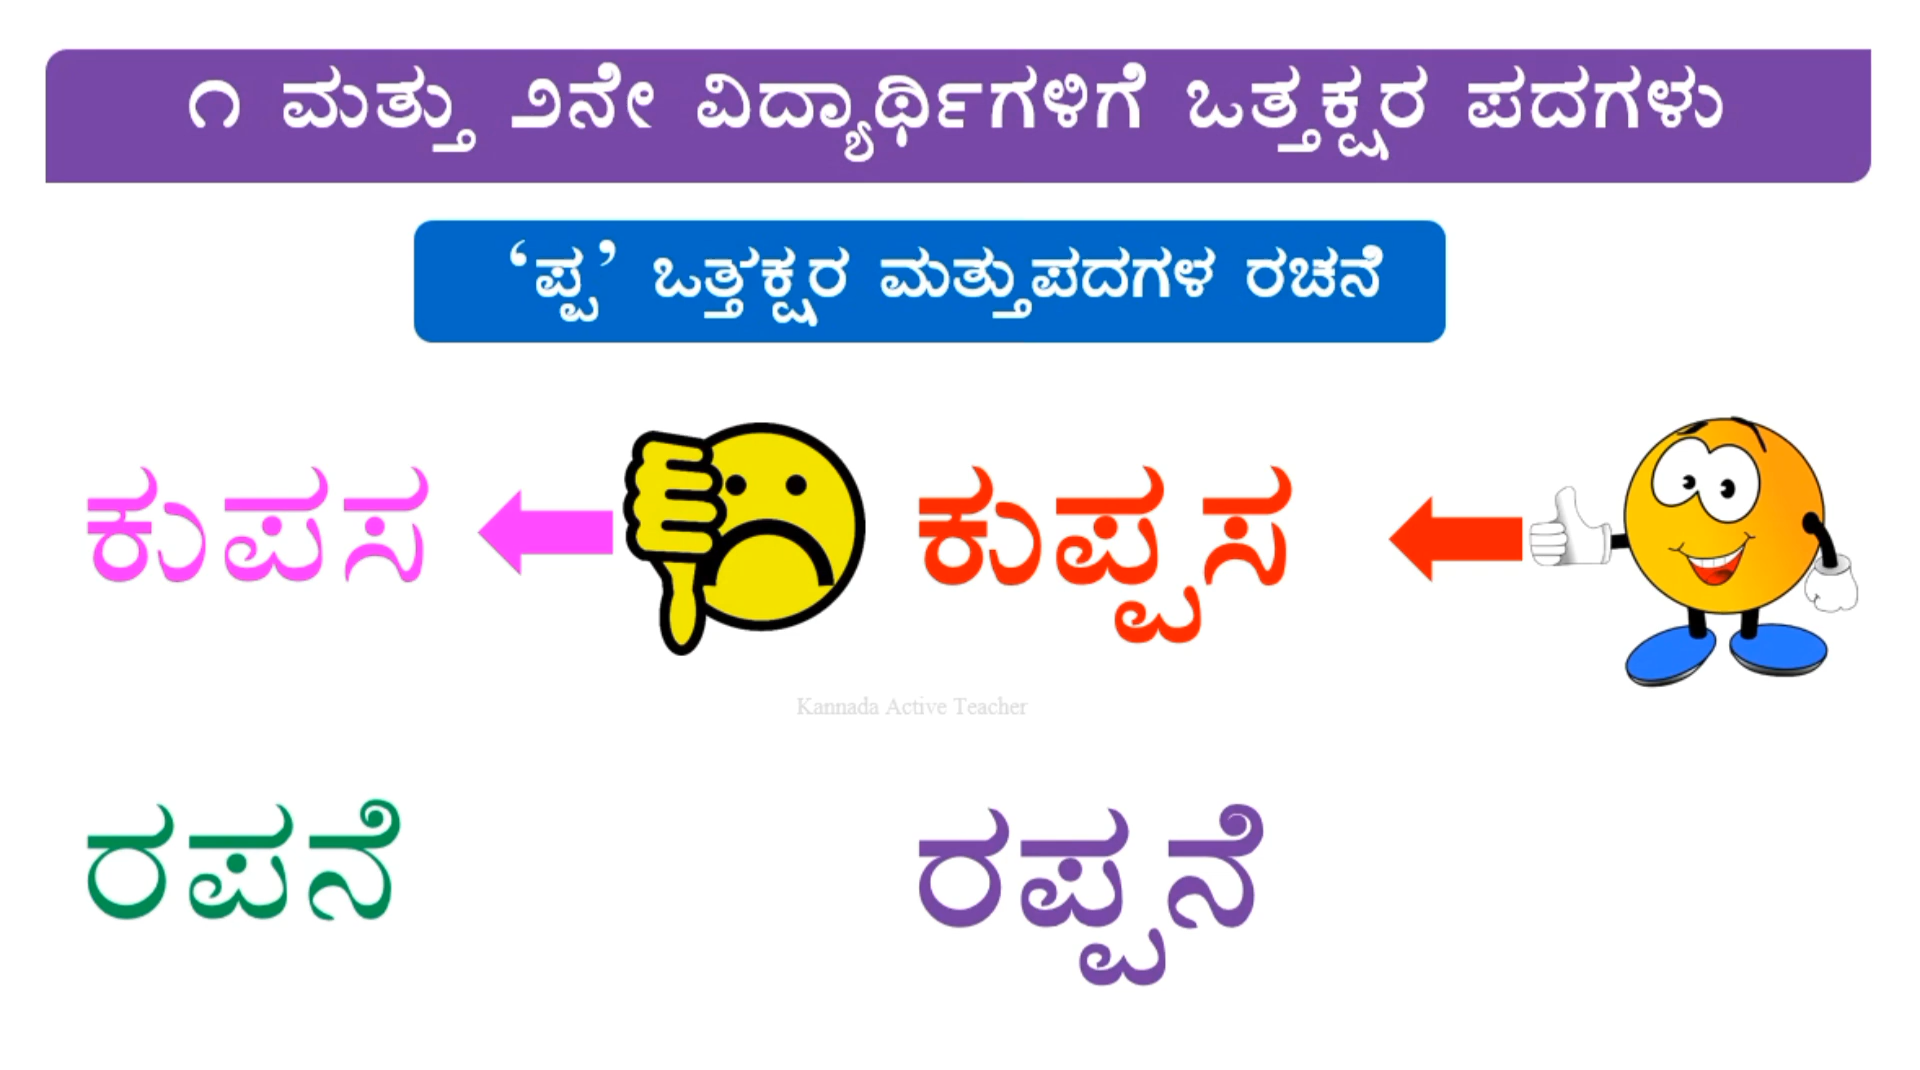 ೧ ಮತ್ತು ೨ನೇ ವಿದ್ಯಾರ್ಥಿಗಳಿಗೆ ಒತ್ತಕ್ಷರ ಪದಗಳು
‘ಪ್ಪ’ ಒತ್ತಕ್ಷರ ಮತ್ತುಪದಗಳ ರಚನೆ
ಕುಪಸ ಕುಪ್ಪಸ
Kannada Active Teacher
ರಪನೆ ರಪ್ಪನೆ